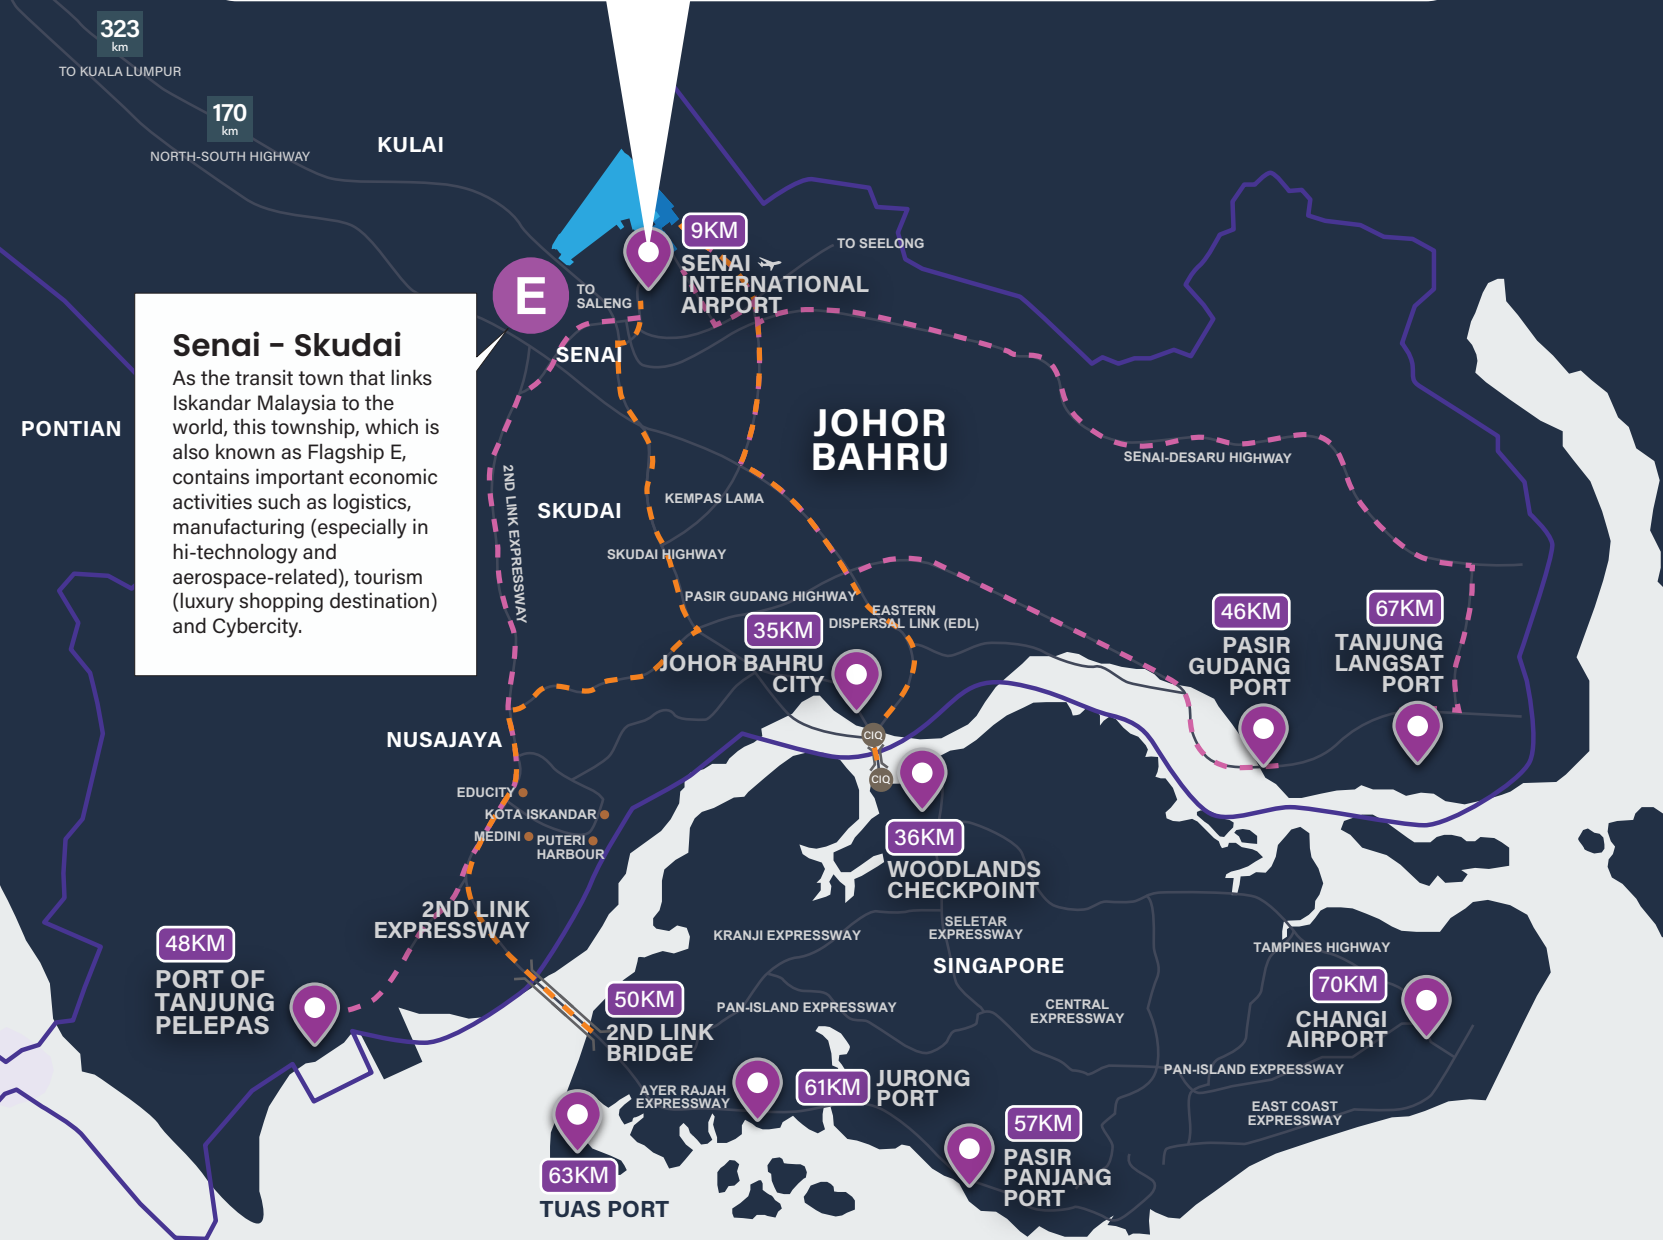 323
km
TO KUALA LUMPUR
170
km
NORTH-SOUTH HIGHWAY
KULAI
9KM
SENAI
INTERNATIONAL
AIRPORT
TO SEELONG
E
TO
SALENG
SENAI
Senai - Skudai
As the transit town that links
Iskandar Malaysia to the
world, this township, which is
also known as Flagship E,
contains important economic
activities such as logistics,
manufacturing (especially in
hi-technology and
aerospace-related), tourism
(luxury shopping destination)
and Cybercity.
PONTIAN
JOHOR
BAHRU
SENAI-DESARU HIGHWAY
2ND LINK EXPRESSWAY
SKUDAI
KEMPAS LAMA
SKUDAI HIGHWAY
PASIR GUDANG HIGHWAY
EASTERN
DISPERSAL LINK (EDL)
35KM
JOHOR BAHRU
CITY
46KM
PASIR
GUDANG
PORT
67KM
TANJUNG
LANGSAT
PORT
NUSAJAYA
CIQ
CIQ
EDUCITY
KOTA ISKANDAR
MEDINI
PUTERI
HARBOUR
36KM
WOODLANDS
CHECKPOINT
2ND LINK
EXPRESSWAY
KRANJI EXPRESSWAY
SELETAR
EXPRESSWAY
SINGAPORE
TAMPINES HIGHWAY
48KM
PORT OF
TANJUNG
PELEPAS
50KM
2ND LINK
BRIDGE
PAN-ISLAND EXPRESSWAY
CENTRAL
EXPRESSWAY
70KM
CHANGI
AIRPORT
PAN-ISLAND EXPRESSWAY
AYER RAJAH
EXPRESSWAY
61KM
JURONG
PORT
EAST COAST
EXPRESSWAY
57KM
PASIR
PANJANG
PORT
63KM
TUAS PORT